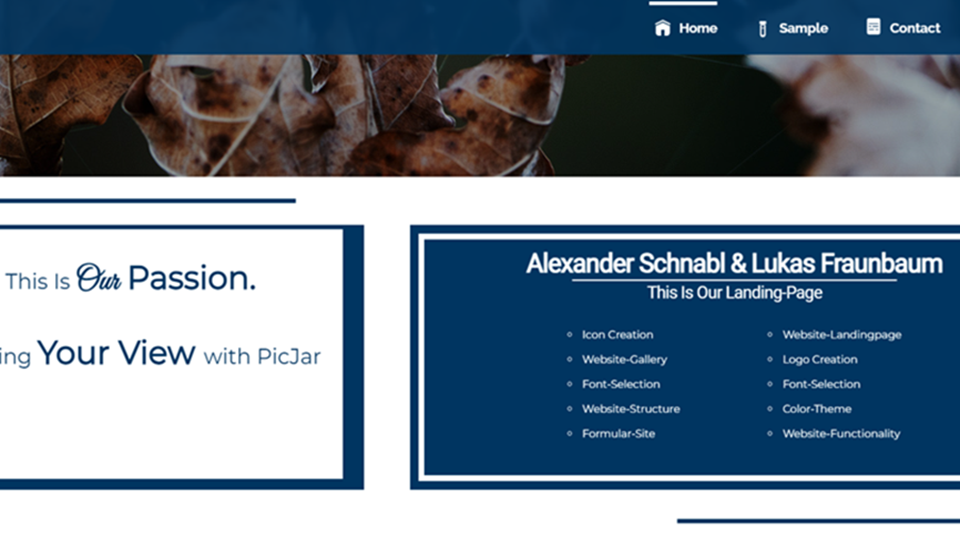 Home Sample Contact
This Is Our Passion.
ing Your View with PicJar
Alexander Schnabl & Lukas Fraunbaum
This Is Our Landing-Page
Icon Creation
Website-Gallery
Font-Selection
Website-Structure
Formular-Site
Website-Landingpage
Logo Creation
Font-Selection
Color-Theme
Website-Functionality